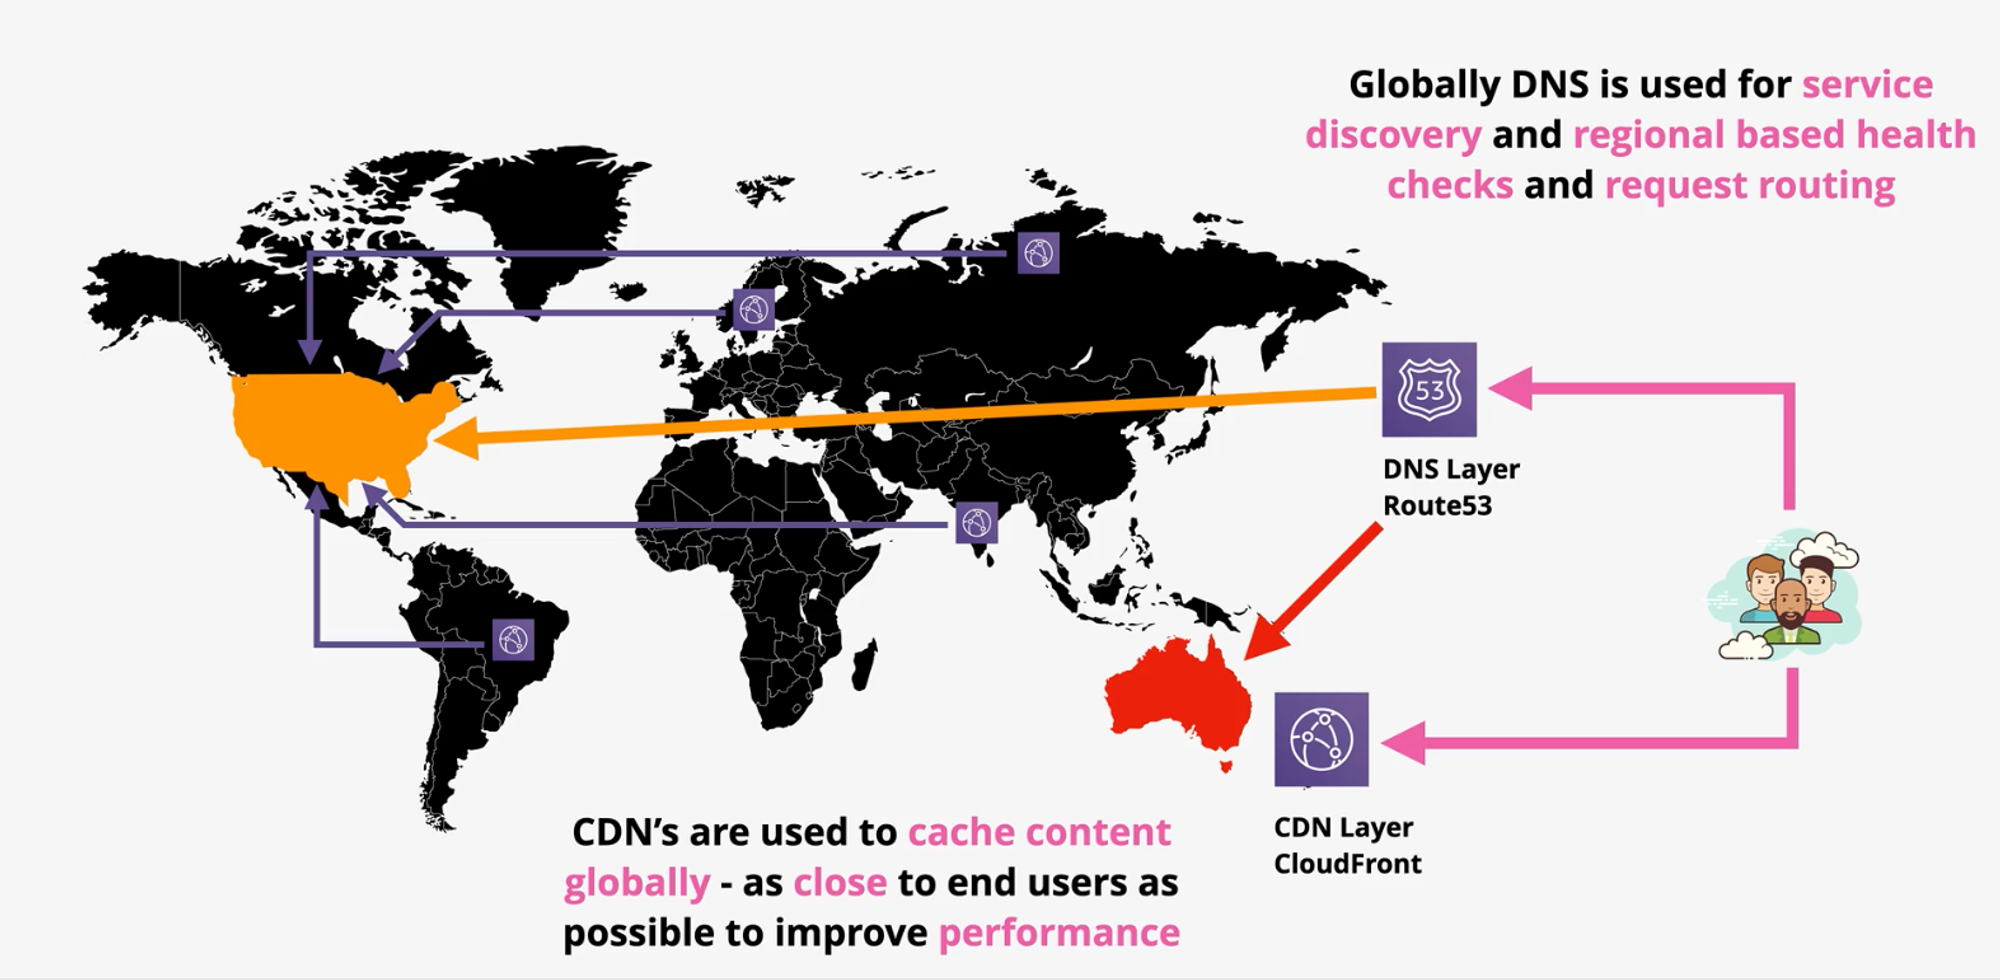 Globally DNS is used for service
discovery and regional based health
checks and request routing
53
DNS Layer
Route53
CDN Layer
CloudFront
CDN’s are used to cache content
globally - as close to end users as
possible to improve performance